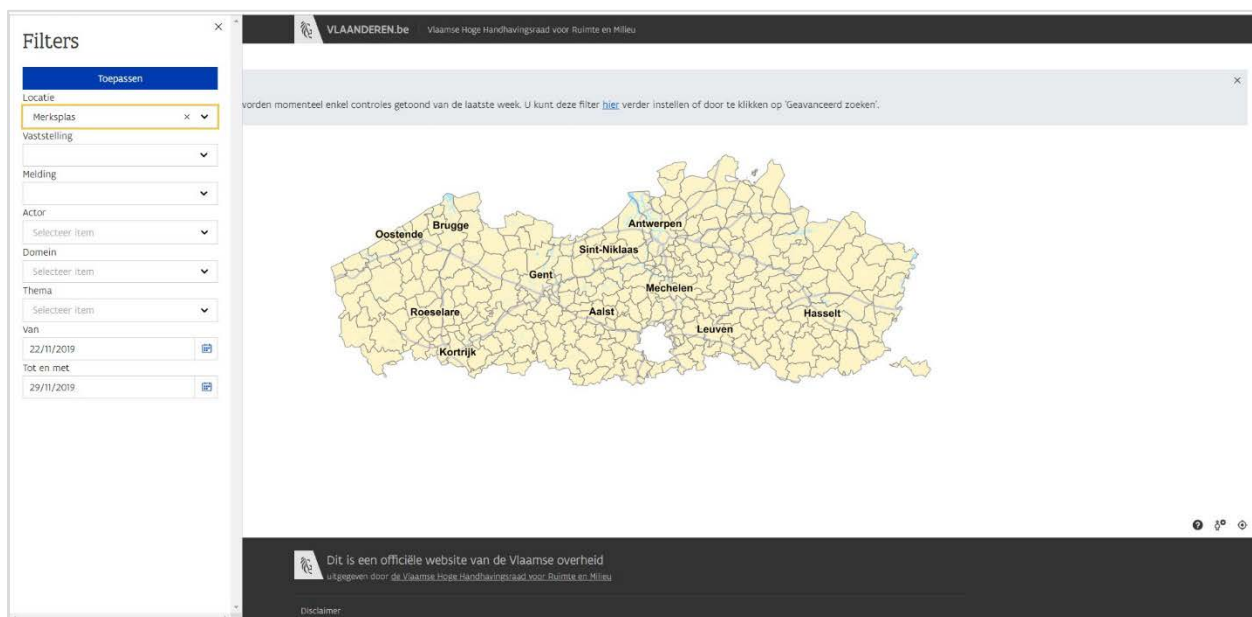 Filters
Toepassen
Locatie
Merksplas
Vaststelling
Melding
Actor
Selecteer item
Domein
Selecteer item
Thema
Selecteer item
Van
22/11/2019
Tot en met
29/11/2019
VLAANDEREN.be
Vlaamse Hoge Handhavingsraad voor Ruimte en Milieu
worden momenteel enkel controles getoond van de laatste week. U kunt deze filter hier verder instellen of door te klikken op 'Geavanceerd zoeken'.
Antwerpen
Brugge
Oostende
Sint-Niklaas
Gent
Mechelen
Roeselare
Aalst
Hasselt
Leuven
Kortrijk
Dit is een officiële website van de Vlaamse overheid
uitgegeven door de Vlaamse Hoge Handhavingsraad voor Ruimte en Milieu
Disclaimer